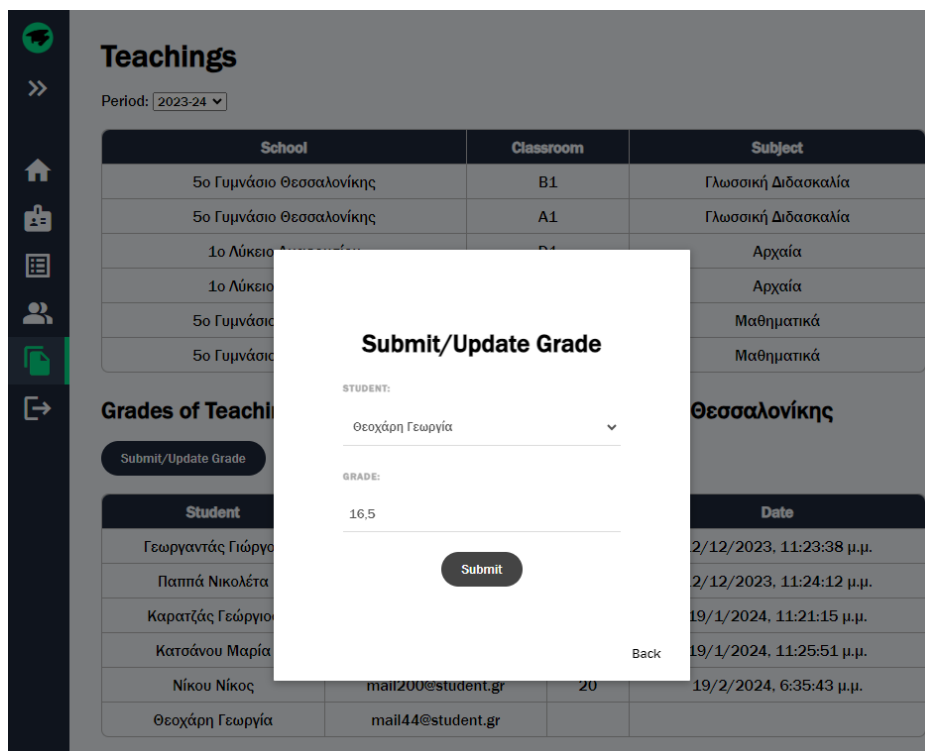 Teachings
Period: 2023-24
School Classroom Subject
5ο Γυμνάσιο Θεσσαλονίκης B1 Γλωσσική Διδασκαλία
5ο Γυμνάσιο Θεσσαλονίκης A1 Γλωσσική Διδασκαλία
1ο Λύκειο Αρχαία
1ο Λύκειο Αρχαία
5ο Γυμνάσιο Μαθηματικά
5ο Γυμνάσιο Μαθηματικά
Submit/Update Grade
STUDENT:
Θεοχάρη Γεωργία
GRADE:
16,5
Submit
Back
Grades of Θεσσαλονίκης
Submit/Update Grade
Student Date
Γεωργαντάς 2/12/2023, 11:23:38 μ.μ.
Παππά Νικολέτα 2/12/2023, 11:24:12 μ.μ.
Καρατζάς Γεώργιος 19/1/2024, 11:21:15 μ.μ.
Κατσάνου Μαρία 19/1/2024, 11:25:51 μ.μ.
Νίκου Νίκος mail200@student.gr 20 19/2/2024, 6:35:43 μ.μ.
Θεοχάρη Γεωργία mail44@student.gr